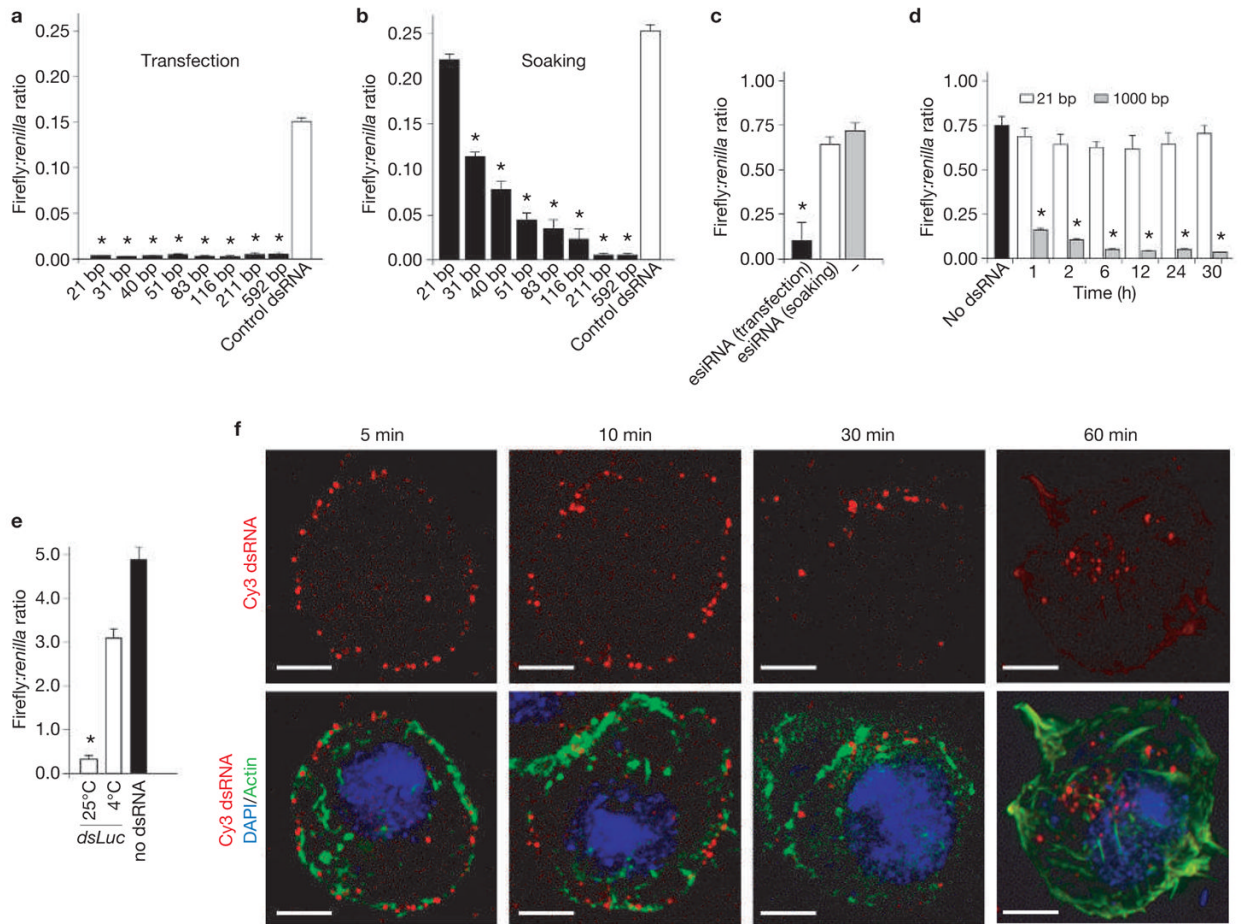 a
Transfection
Firefly:renilla ratio
0.25
0.20
0.15
0.10
0.05
0.00
* * * * * * * *
21 bp
31 bp
40 bp
51 bp
83 bp
116 bp
211 bp
592 bp
Control dsRNA
b
Soaking
Firefly:renilla ratio
0.25
0.20
0.15
0.10
0.05
0.00
* * * * * * *
21 bp
31 bp
40 bp
51 bp
83 bp
116 bp
211 bp
592 bp
Control dsRNA
c
Firefly:renilla ratio
1.00
0.75
0.50
0.25
0.00
*
esiRNA (transfection)
esiRNA (soaking)
–
d
Firefly:renilla ratio
1.00
0.75
0.50
0.25
0.00
21 bp 1000 bp
* * * * * *
No dsRNA
1 2 6 12 24 30
Time (h)
e
Firefly:renilla ratio
5.0
4.0
3.0
2.0
1.0
0.0
*
25°C
4°C
no dsRNA
dsLuc
f
5 min 10 min 30 min 60 min
Cy3 dsRNA
Cy3 dsRNA
DAPI/Actin